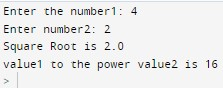 Enter the number1: 4
Enter number2: 2
Square Root is 2.0
value1 to the power value2 is 16
>